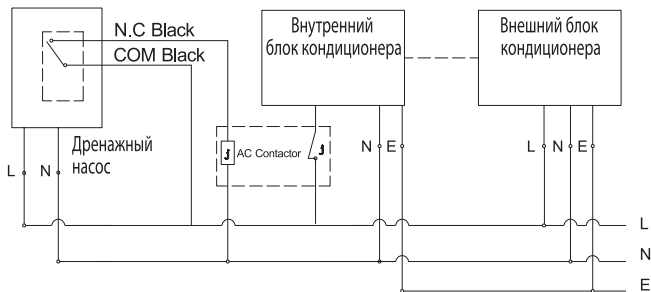 N.C Black
COM Black
Внутренний
блок кондиционера
Внешний блок
кондиционера
Дренажный
насос
J AC Contactor J
L N
N E
L N E
L
N
E